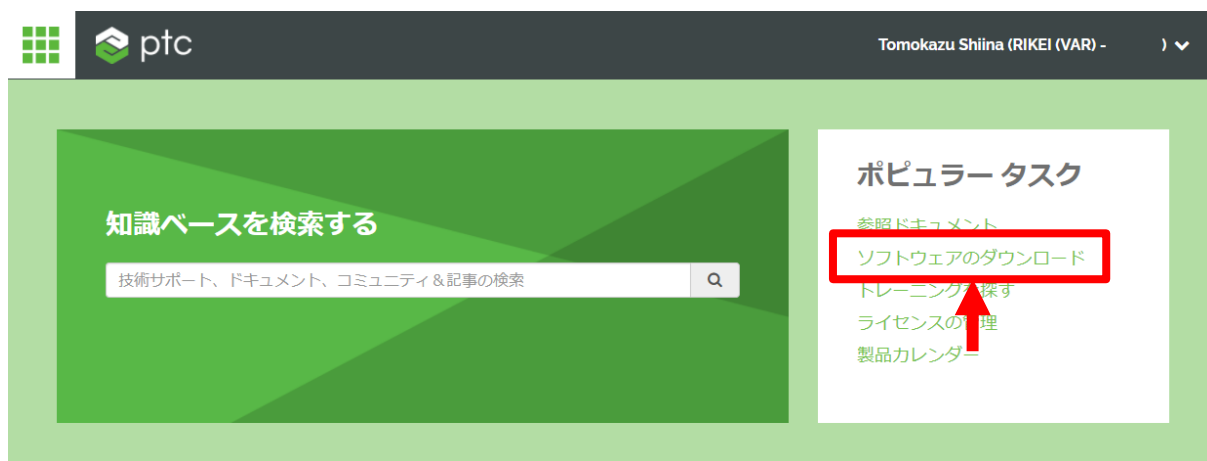 ptc
Tomokazu Shiina (RIKEI (VAR) - )
ポピュラー タスク
知識ベースを検索する
技術サポート、ドキュメント、コミュニティ＆記事の検索
参照ドキュメント
ソフトウェアのダウンロード
トレーニングを探す
ライセンスの管理
製品カレンダー